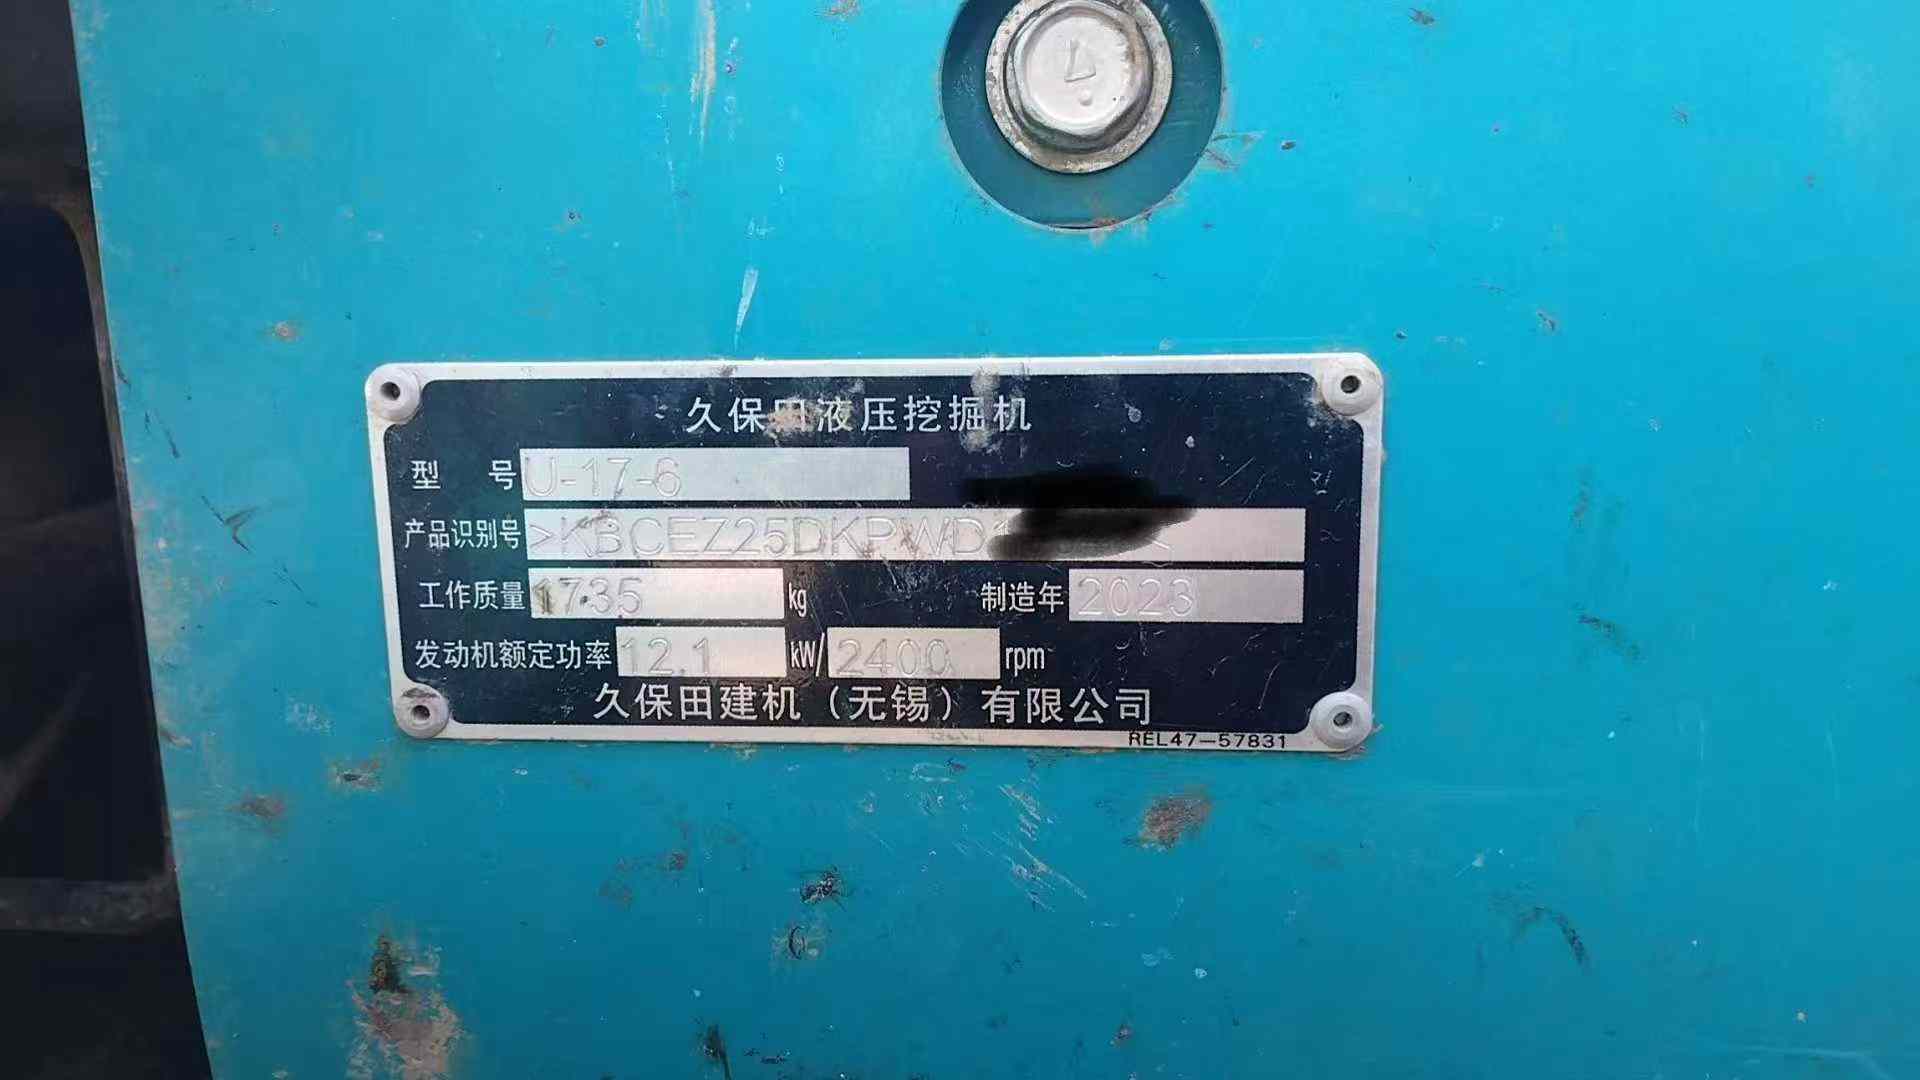 久保田液压挖掘机
型 号 U-17-6
产品识别号 >KBCEZ25DKPWD1
工作质量 1735 kg 制造年 2023
发动机额定功率 12.1 kW/ 2400 rpm
久保田建机（无锡）有限公司
REL47-57831